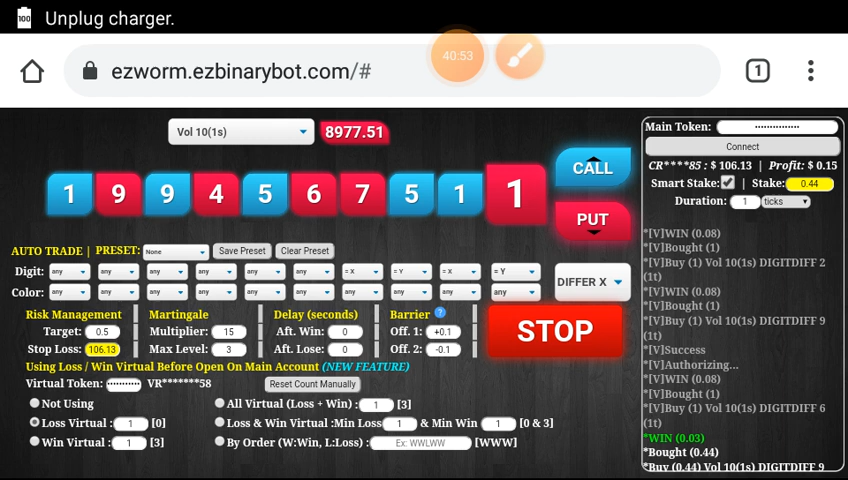 100 Unplug charger.
ezworm.ezbinarybot.com/#
40:53
1
Vol 10(1s) 8977.51
1 9 9 4 5 6 7 5 1 1
CALL
PUT
AUTO TRADE | PRESET: None Save Preset Clear Preset
Digit: any any any any any any = X = Y = X = Y
Color: any any any any any any any any any any
DIFFER X
Risk Management Martingale Delay (seconds) Barrier ?
Target: 0.5 Multiplier: 15 Aft. Win: 0 Off. 1: +0.1
Stop Loss: 106.13 Max Level: 3 Aft. Lose: 0 Off. 2: -0.1
STOP
Using Loss / Win Virtual Before Open On Main Account (NEW FEATURE)
Virtual Token: ••••••••••• VR*******58 Reset Count Manually
Not Using All Virtual (Loss + Win) : 1 [3]
Loss Virtual : 1 [0] Loss & Win Virtual :Min Loss 1 & Min Win 1 [0 & 3]
Win Virtual : 1 [3] By Order (W:Win, L:Loss) : Ex: WWLWW [WWW]
Main Token: •••••••••••••••
Connect
CR****85 : $ 106.13 | Profit: $ 0.15
Smart Stake: | Stake: 0.44
Duration: 1 ticks
*[V]WIN (0.08)
*[V]Bought (1)
*[V]Buy (1) Vol 10(1s) DIGITDIFF 2
(1t)
*[V]WIN (0.08)
*[V]Bought (1)
*[V]Buy (1) Vol 10(1s) DIGITDIFF 9
(1t)
*[V]Success
*[V]Authorizing...
*[V]WIN (0.08)
*[V]Bought (1)
*[V]Buy (1) Vol 10(1s) DIGITDIFF 6
(1t)
*WIN (0.03)
*Bought (0.44)
*Buy (0.44) Vol 10(1s) DIGITDIFF 9